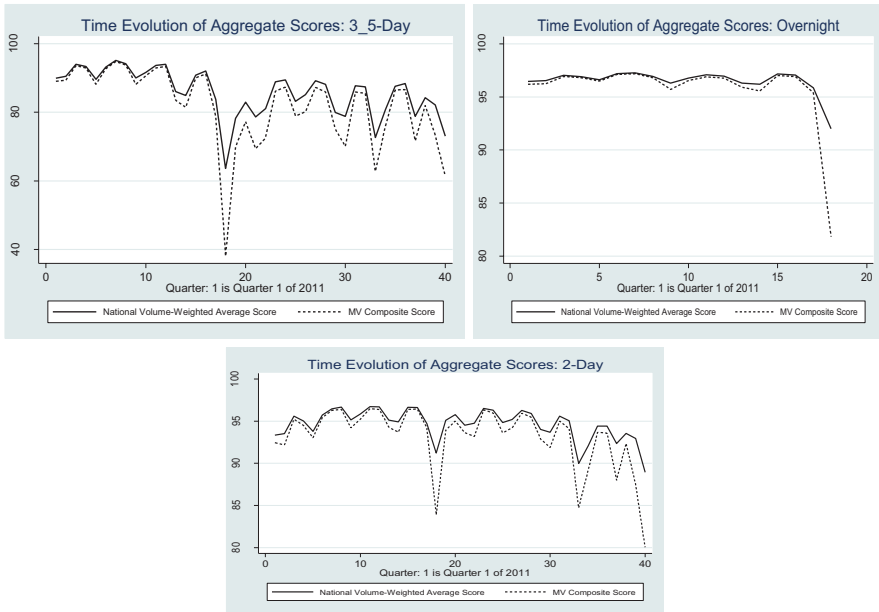 Time Evolution of Aggregate Scores: 3_5-Day
100
80
60
40
0 10 20 30 40
Quarter: 1 is Quarter 1 of 2011
National Volume-Weighted Average Score MV Composite Score
Time Evolution of Aggregate Scores: Overnight
100
95
90
85
80
0 5 10 15 20
Quarter: 1 is Quarter 1 of 2011
National Volume-Weighted Average Score MV Composite Score
Time Evolution of Aggregate Scores: 2-Day
100
95
90
85
80
0 10 20 30 40
Quarter: 1 is Quarter 1 of 2011
National Volume-Weighted Average Score MV Composite Score